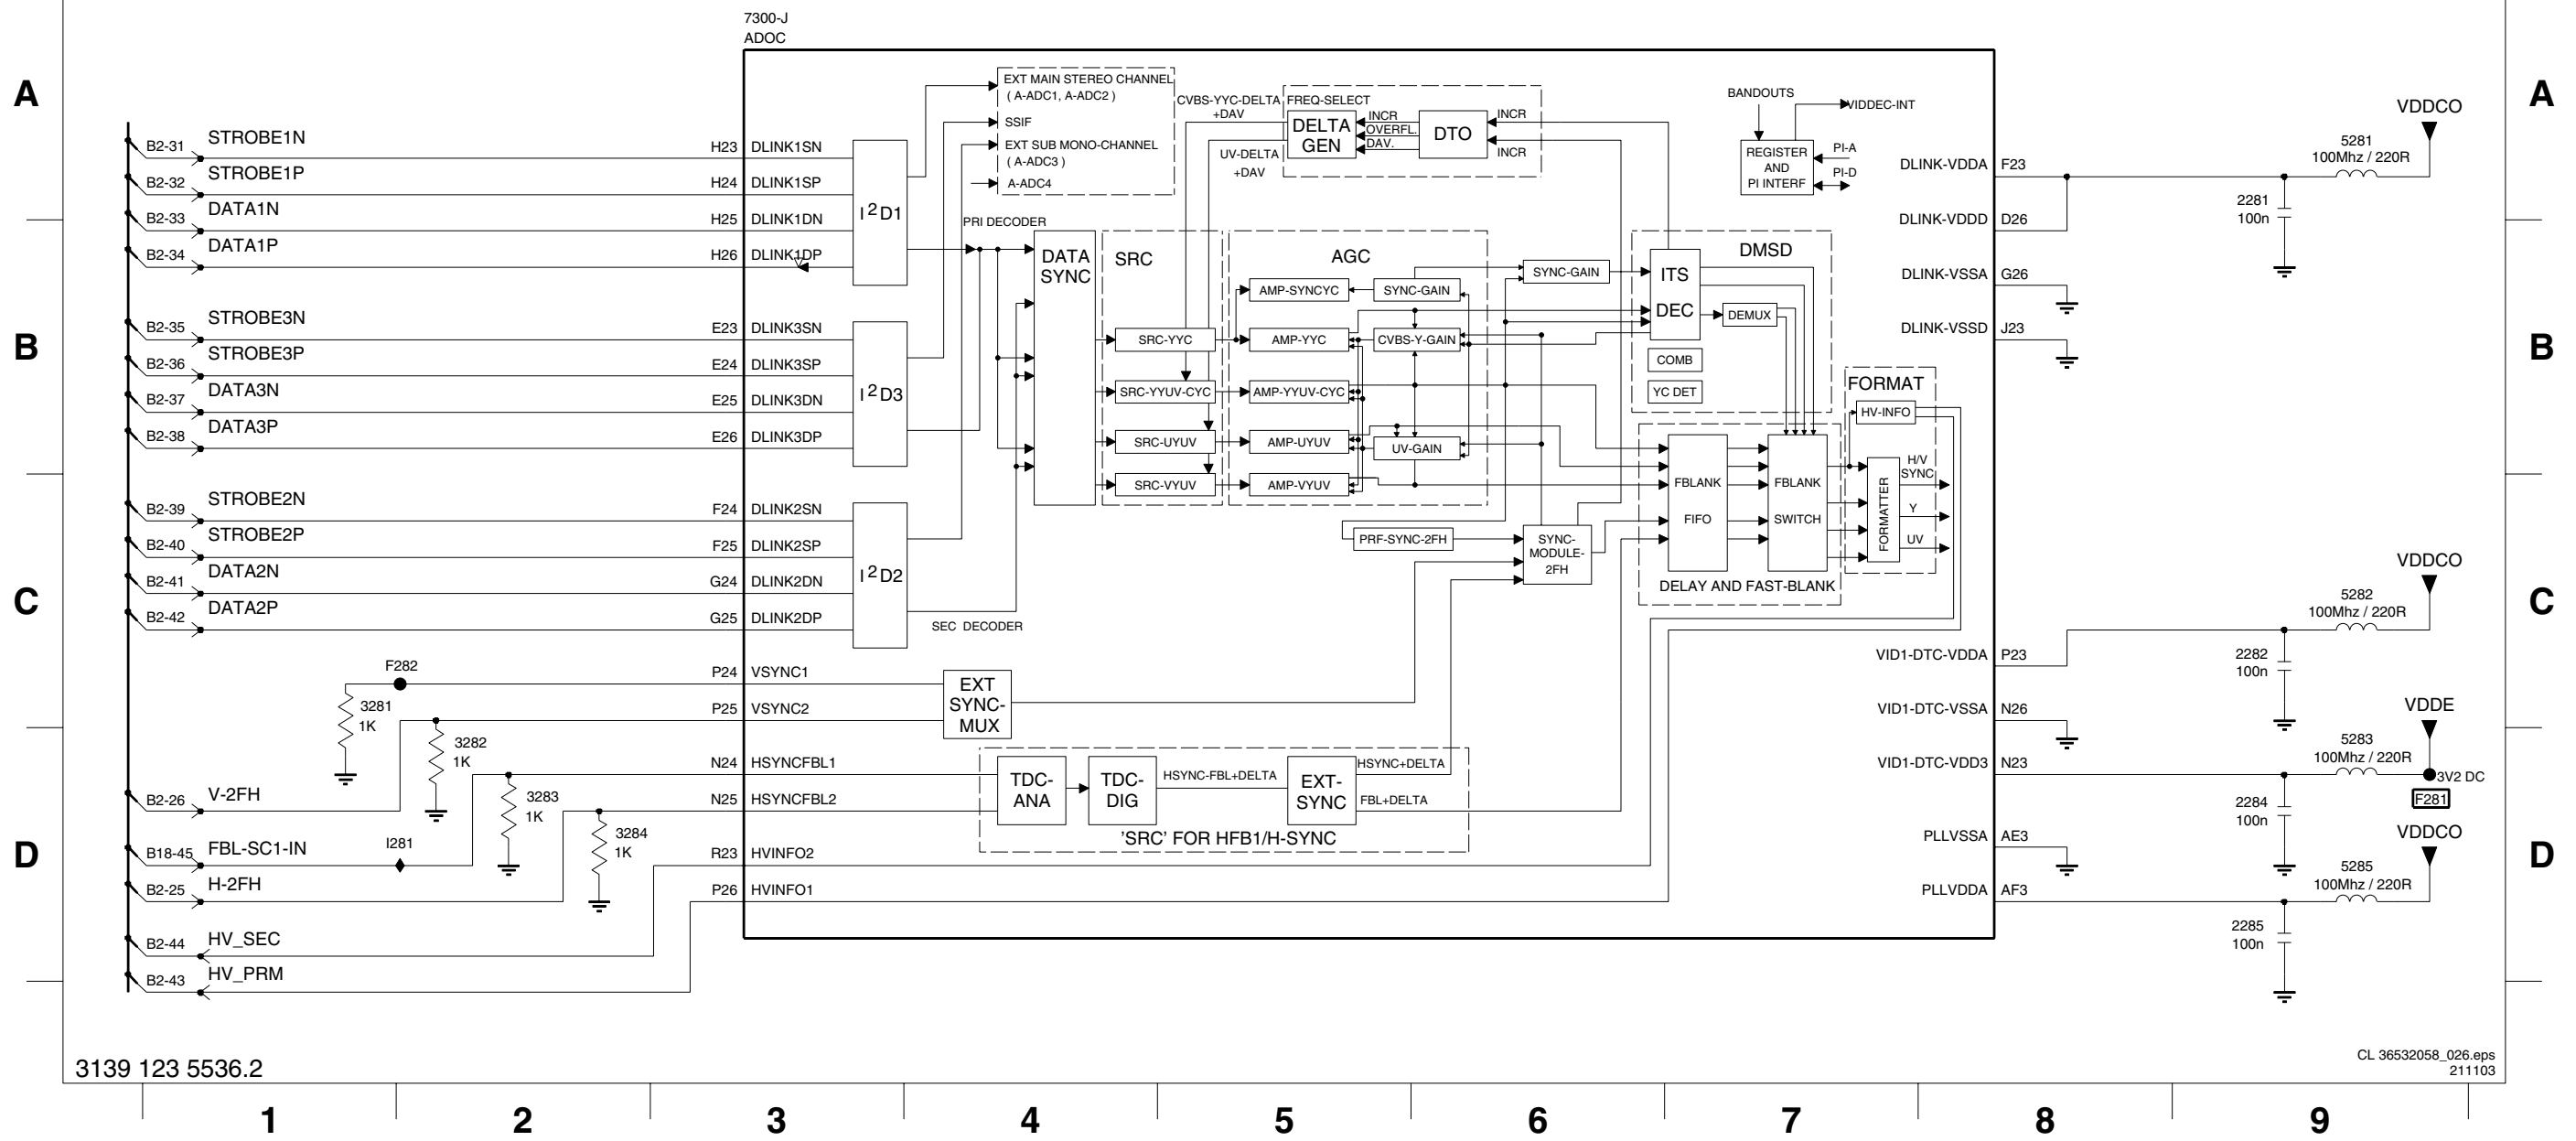 7300-J
ADOC
A
A
B
B
C
C
D
D
B2-31 STROBE1N
B2-32 STROBE1P
B2-33 DATA1N
B2-34 DATA1P
B2-35 STROBE3N
B2-36 STROBE3P
B2-37 DATA3N
B2-38 DATA3P
B2-39 STROBE2N
B2-40 STROBE2P
B2-41 DATA2N
B2-42 DATA2P
F282
3281
1K
3282
1K
3283
1K
3284
1K
B2-26 V-2FH
I281
B18-45 FBL-SC1-IN
B2-25 H-2FH
B2-44 HV_SEC
B2-43 HV_PRM
H23 DLINK1SN
H24 DLINK1SP
H25 DLINK1DN
H26 DLINK1DP
E23 DLINK3SN
E24 DLINK3SP
E25 DLINK3DN
E26 DLINK3DP
F24 DLINK2SN
F25 DLINK2SP
G24 DLINK2DN
G25 DLINK2DP
P24 VSYNC1
P25 VSYNC2
N24 HSYNCFBL1
N25 HSYNCFBL2
R23 HVINFO2
P26 HVINFO1
I2D1
I2D3
I2D2
EXT MAIN STEREO CHANNEL
( A-ADC1, A-ADC2 )
SSIF
EXT SUB MONO-CHANNEL
( A-ADC3 )
A-ADC4
PRI DECODER
SEC DECODER
DATA
SYNC
SRC
SRC-YYC
SRC-YYUV-CYC
SRC-UYUV
SRC-VYUV
CVBS-YYC-DELTA
+DAV
UV-DELTA
+DAV
FREQ-SELECT
DELTA
GEN
INCR
OVERFL.
DAV.
DTO
INCR
INCR
AGC
AMP-SYNCYC
SYNC-GAIN
AMP-YYC
CVBS-Y-GAIN
AMP-YYUV-CYC
AMP-UYUV
UV-GAIN
AMP-VYUV
SYNC-GAIN
PRF-SYNC-2FH
SYNC-
MODULE-
2FH
BANDOUTS
VIDDEC-INT
REGISTER
AND
PI INTERF
PI-A
PI-D
DMSD
ITS
DEC
DEMUX
COMB
YC DET
FORMAT
HV-INFO
FORMATTER
H/V
SYNC
Y
UV
FBLANK
FIFO
FBLANK
SWITCH
DELAY AND FAST-BLANK
EXT
SYNC-
MUX
TDC-
ANA
TDC-
DIG
HSYNC-FBL+DELTA
EXT-
SYNC
HSYNC+DELTA
FBL+DELTA
'SRC' FOR HFB1/H-SYNC
DLINK-VDDA F23
DLINK-VDDD D26
DLINK-VSSA G26
DLINK-VSSD J23
VID1-DTC-VDDA P23
VID1-DTC-VSSA N26
VID1-DTC-VDD3 N23
PLLVSSA AE3
PLLVDDA AF3
VDDCO
5281
100Mhz / 220R
2281
100n
VDDCO
5282
100Mhz / 220R
2282
100n
VDDE
5283
100Mhz / 220R
3V2 DC
F281
2284
100n
VDDCO
5285
100Mhz / 220R
2285
100n
3139 123 5536.2
CL 36532058_026.eps
211103
1 2 3 4 5 6 7 8 9